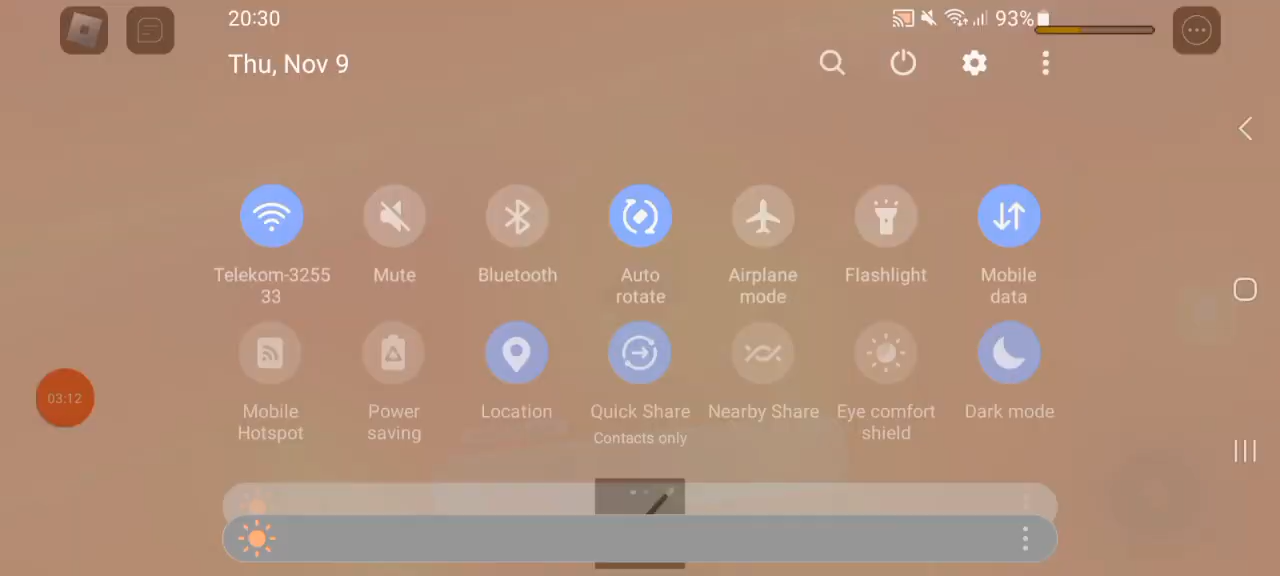 20:30
93%
Thu, Nov 9
Telekom-3255
33
Mute
Bluetooth
Auto
rotate
Airplane
mode
Flashlight
Mobile
data
03:12
Mobile
Hotspot
Power
saving
Location
Quick Share
Contacts only
Nearby Share
Eye comfort
shield
Dark mode